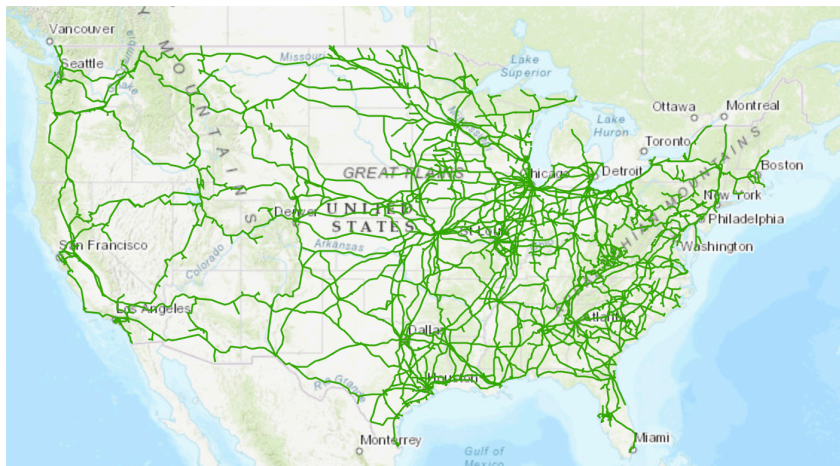 Vancouver
Seattle
Missouri
Lake
Superior
Ottawa
Montreal
Lake
Huron
Toronto
Boston
Chicago
Detroit
GREAT PLAINS
New York
Philadelphia
Denver
UNITED
STATES
Arkansas
Washington
San Francisco
Colorado
Los Angeles
Dallas
Houston
Rio Grande
Monterrey
Gulf of
Mexico
Miami